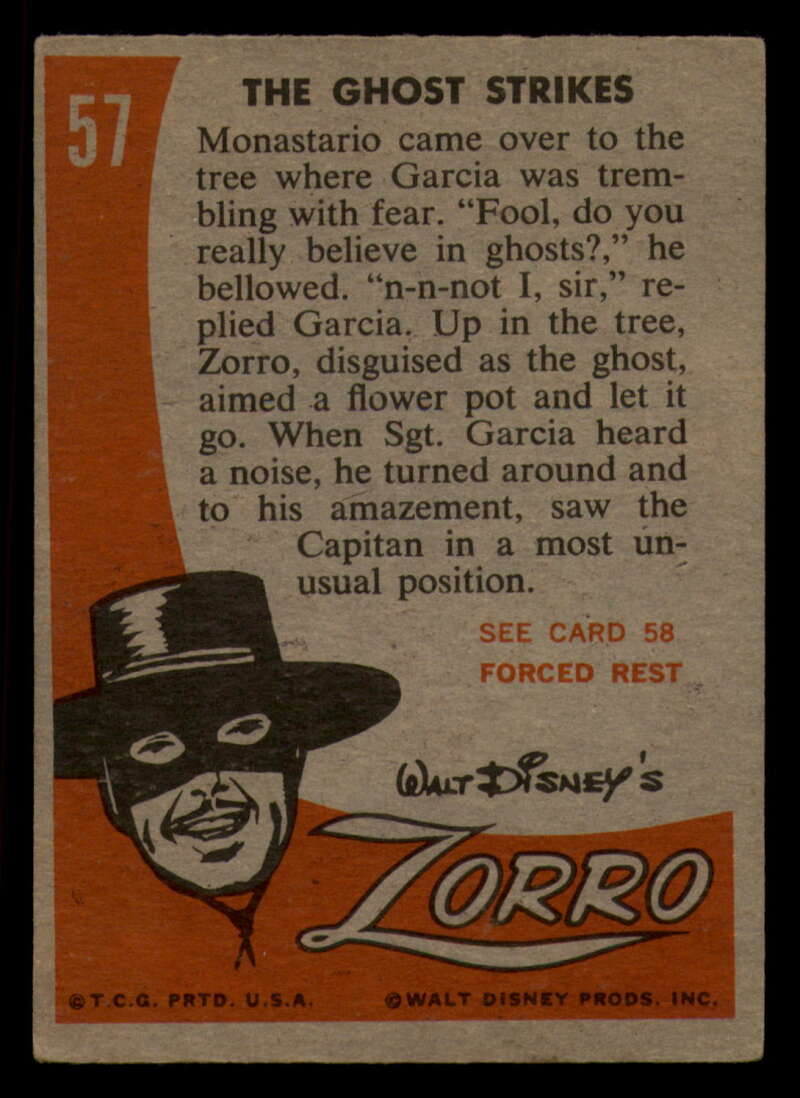 57
THE GHOST STRIKES
Monastario came over to the
tree where Garcia was trem-
bling with fear. “Fool, do you
really believe in ghosts?,” he
bellowed. “n-n-not I, sir,” re-
plied Garcia. Up in the tree,
Zorro, disguised as the ghost,
aimed a flower pot and let it
go. When Sgt. Garcia heard
a noise, he turned around and
to his amazement, saw the
Capitan in a most un-
usual position.
SEE CARD 58
FORCED REST
WALT DISNEY'S
ZORRO
©T.C.G. PRTD. U.S.A.
©WALT DISNEY PRODS. INC.